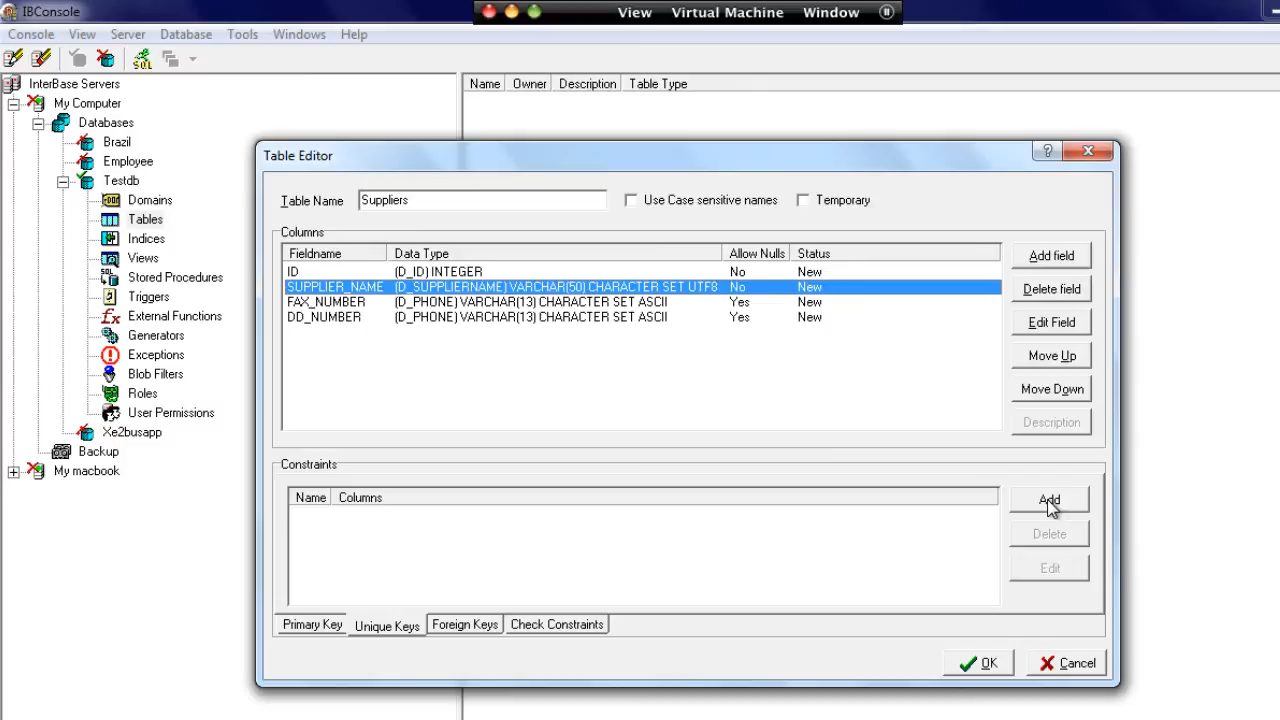 IBConsole
View Virtual Machine Window
Console View Server Database Tools Windows Help
SQL
InterBase Servers
My Computer
Databases
Brazil
Employee
Testdb
Domains
Tables
Indices
Views
Stored Procedures
Triggers
External Functions
Generators
Exceptions
Blob Filters
Roles
User Permissions
Xe2busapp
Backup
My macbook
Name Owner Description Table Type
Table Editor
Table Name Suppliers Use Case sensitive names Temporary
Columns
Fieldname Data Type Allow Nulls Status
ID (D_ID) INTEGER No New
SUPPLIER_NAME (D_SUPPLIERNAME) VARCHAR(50) CHARACTER SET UTF8 No New
FAX_NUMBER (D_PHONE) VARCHAR(13) CHARACTER SET ASCII Yes New
DD_NUMBER (D_PHONE) VARCHAR(13) CHARACTER SET ASCII Yes New
Add field
Delete field
Edit Field
Move Up
Move Down
Description
Constraints
Name Columns
Add
Delete
Edit
Primary Key Unique Keys Foreign Keys Check Constraints
OK Cancel